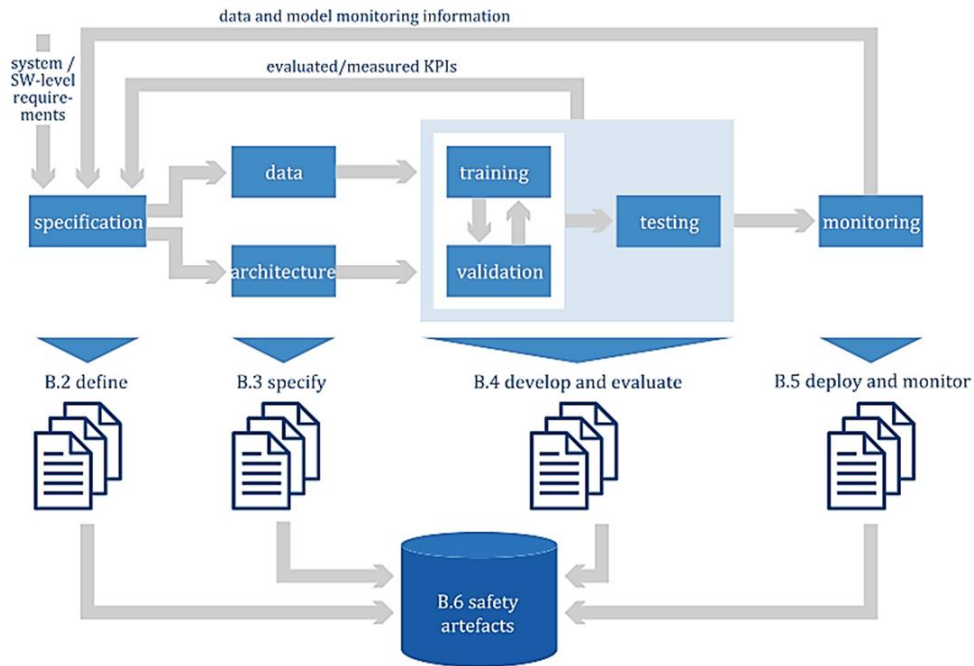 data and model monitoring information
system /
SW-level
require-
ments
evaluated/measured KPIs
data
training
specification
testing
monitoring
architecture
validation
B.2 define
B.3 specify
B.4 develop and evaluate
B.5 deploy and monitor
B.6 safety
artefacts